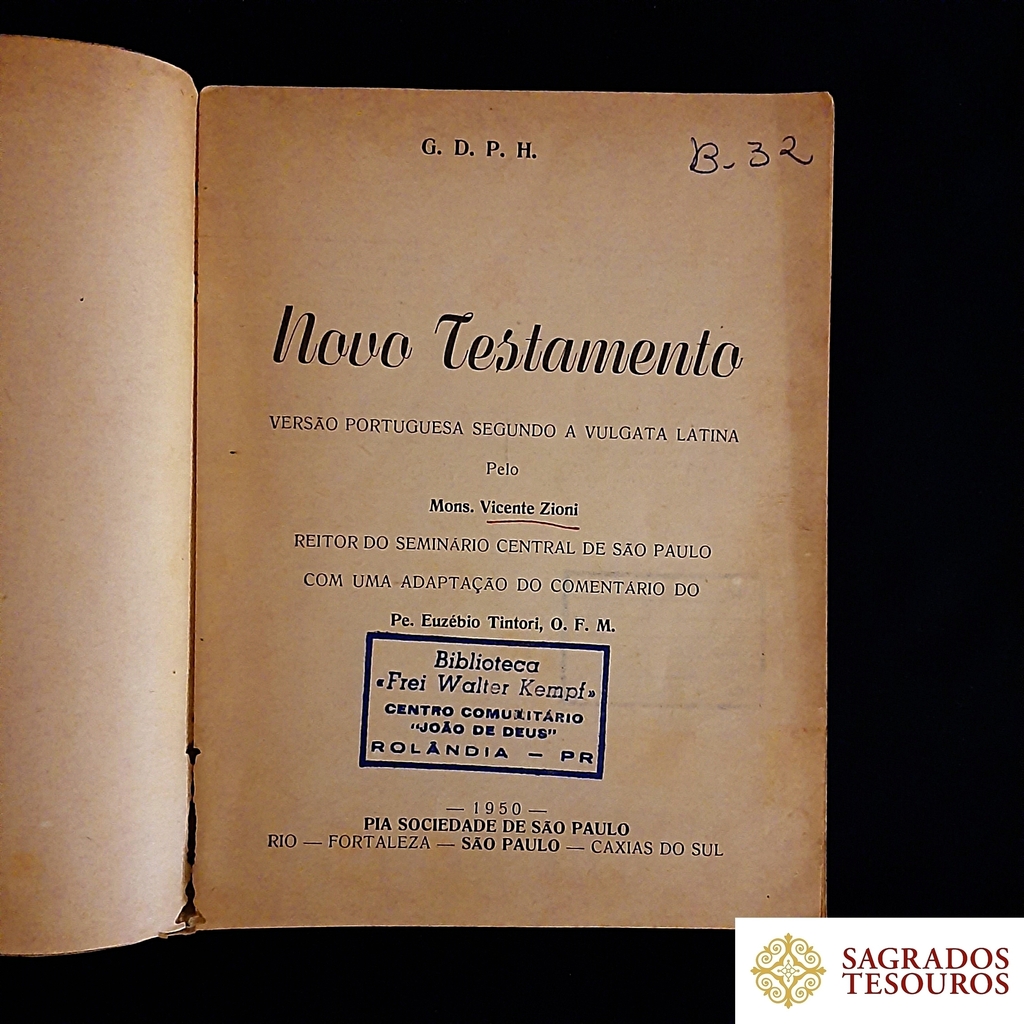 G. D. P. H.
B-32
Novo Testamento
VERSÃO PORTUGUESA SEGUNDO A VULGATA LATINA
Pelo
Mons. Vicente Zioni
REITOR DO SEMINÁRIO CENTRAL DE SÃO PAULO
COM UMA ADAPTAÇÃO DO COMENTÁRIO DO
Pe. Euzébio Tintori, O. F. M.
Biblioteca
«Frei Walter Kempf»
CENTRO COMUNITÁRIO
"JOÃO DE DEUS"
ROLÂNDIA — PR
— 1950 —
PIA SOCIEDADE DE SÃO PAULO
RIO — FORTALEZA — SÃO PAULO — CAXIAS DO SUL
SAGRADOS
TESOUROS